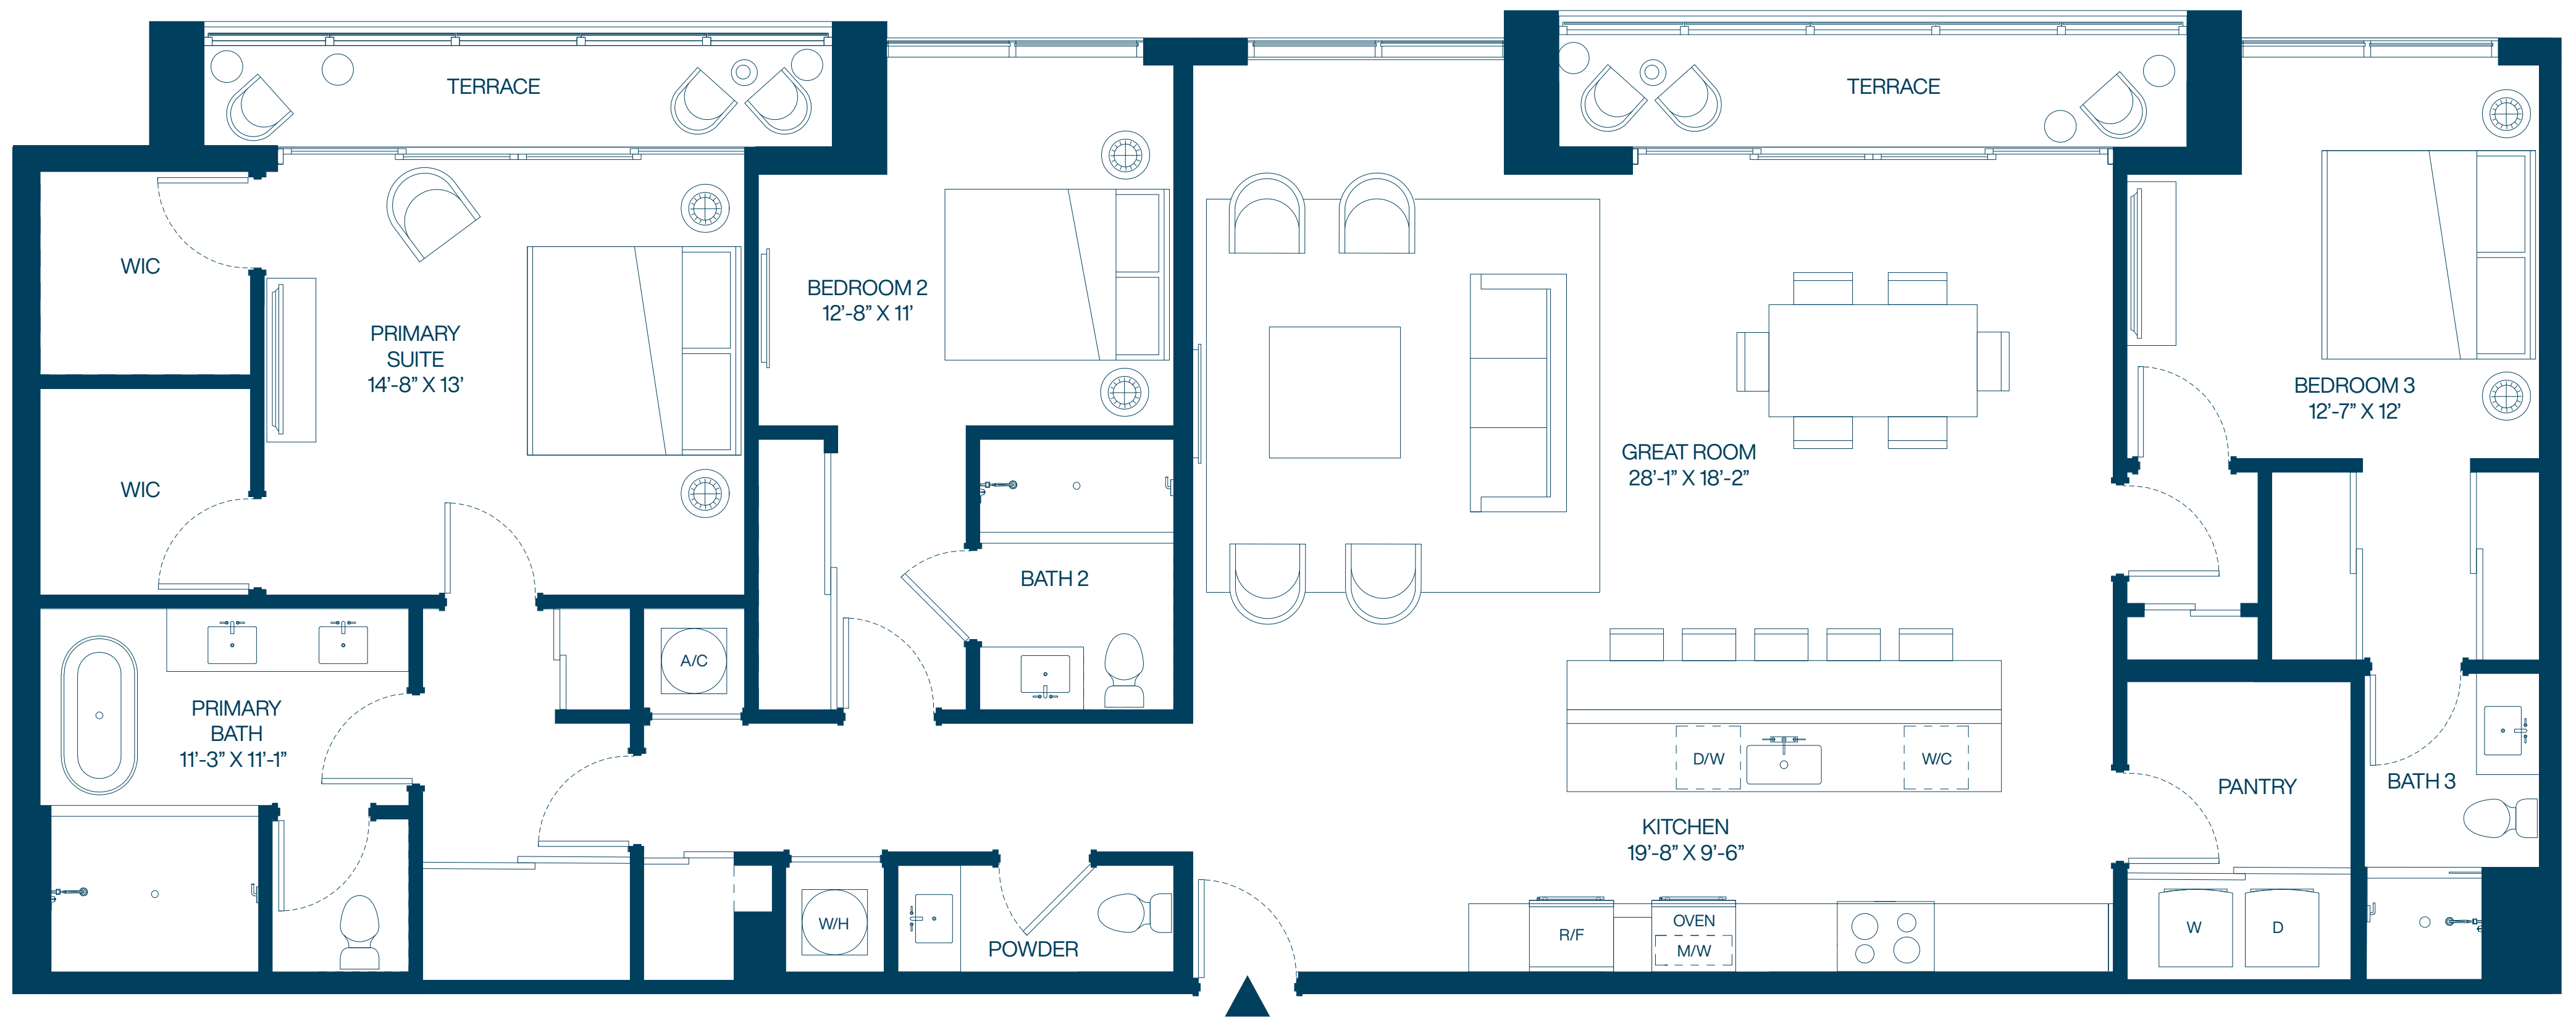 TERRACE
TERRACE
WIC
PRIMARY
SUITE
14’-8” X 13’
BEDROOM 2
12’-8” X 11’
BEDROOM 3
12’-7” X 12’
GREAT ROOM
28’-1” X 18’-2”
WIC
BATH 2
A/C
PRIMARY
BATH
11’-3” X 11’-1”
D/W
W/C
PANTRY
BATH 3
KITCHEN
19’-8” X 9’-6”
W/H
POWDER
R/F
OVEN
M/W
W
D